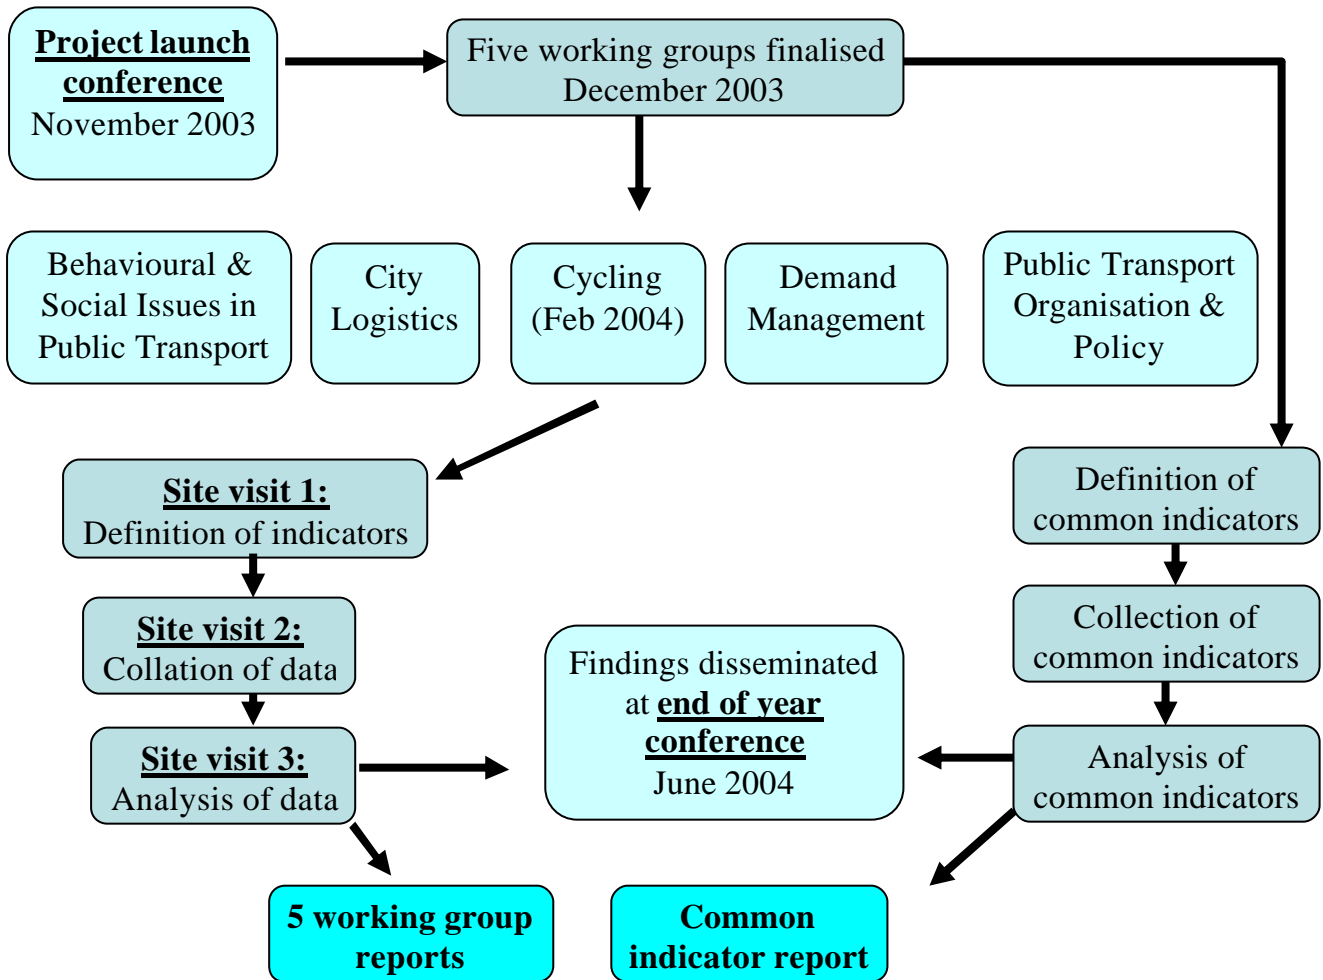 Project launch
conference
November 2003
Five working groups finalised
December 2003
Behavioural &
Social Issues in
Public Transport
City
Logistics
Cycling
(Feb 2004)
Demand
Management
Public Transport
Organisation &
Policy
Site visit 1:
Definition of indicators
Site visit 2:
Collation of data
Site visit 3:
Analysis of data
Findings disseminated
at end of year
conference
June 2004
Definition of
common indicators
Collection of
common indicators
Analysis of
common indicators
5 working group
reports
Common
indicator report